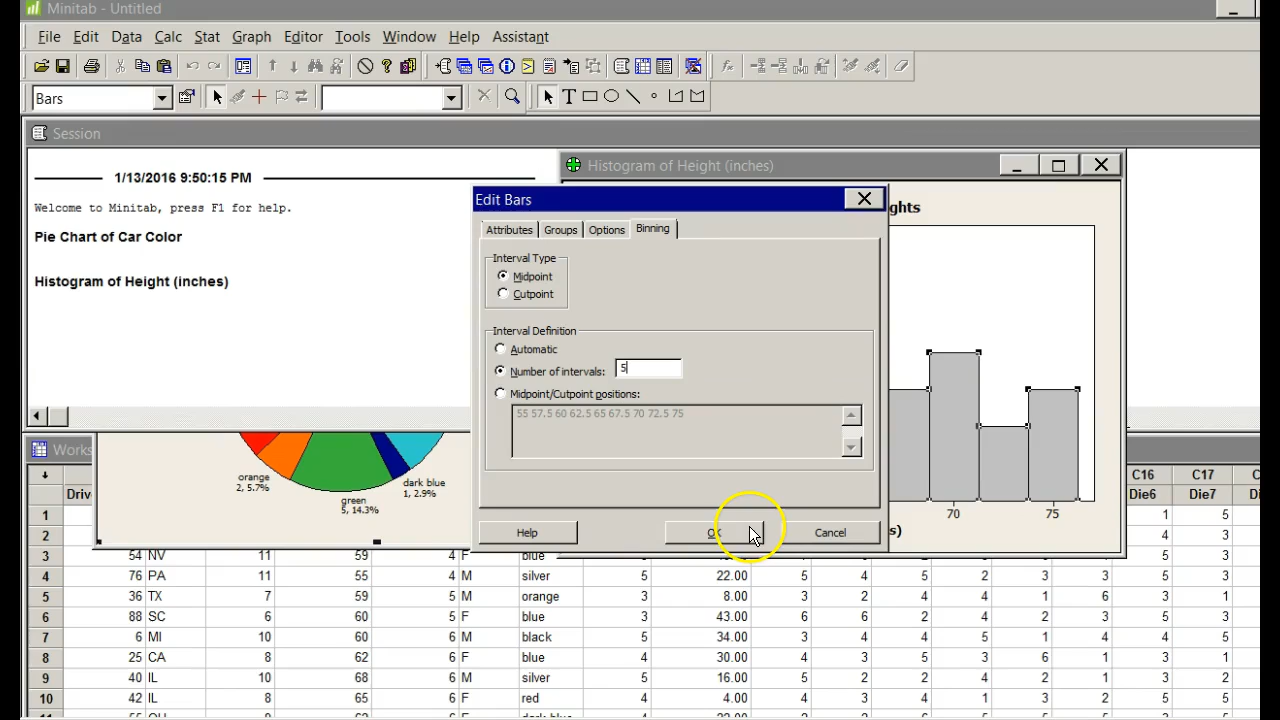 Minitab - Untitled
File Edit Data Calc Stat Graph Editor Tools Window Help Assistant
Bars
Session
1/13/2016 9:50:15 PM
Welcome to Minitab, press F1 for help.
Pie Chart of Car Color
Histogram of Height (inches)
Histogram of Height (inches)
ghts
70 75
s)
Edit Bars
Attributes Groups Options Binning
Interval Type
Midpoint
Cutpoint
Interval Definition
Automatic
Number of intervals: 5
Midpoint/Cutpoint positions:
55 57.5 60 62.5 65 67.5 70 72.5 75
Help OK Cancel
orange
2, 5.7%
green
5, 14.3%
dark blue
1, 2.9%
Works
C16 C17 C
Drive Die6 Die7
1 1 5
2 4 3
3 54 NV 11 59 4 F blue 5 3
4 76 PA 11 55 4 M silver 5 22.00 5 4 5 2 3 3 5 3
5 36 TX 7 59 5 M orange 3 8.00 3 2 4 4 1 6 3 1
6 88 SC 6 60 5 F blue 3 43.00 6 6 2 4 2 3 5 3
7 6 MI 10 60 6 M black 5 34.00 3 4 4 5 1 4 4 5
8 25 CA 8 62 6 F blue 4 30.00 4 3 5 3 6 1 3 1
9 40 IL 10 68 6 M silver 5 16.00 5 2 2 4 2 1 3 2
10 42 IL 8 65 6 F red 4 4.00 4 3 4 1 3 2 5 5